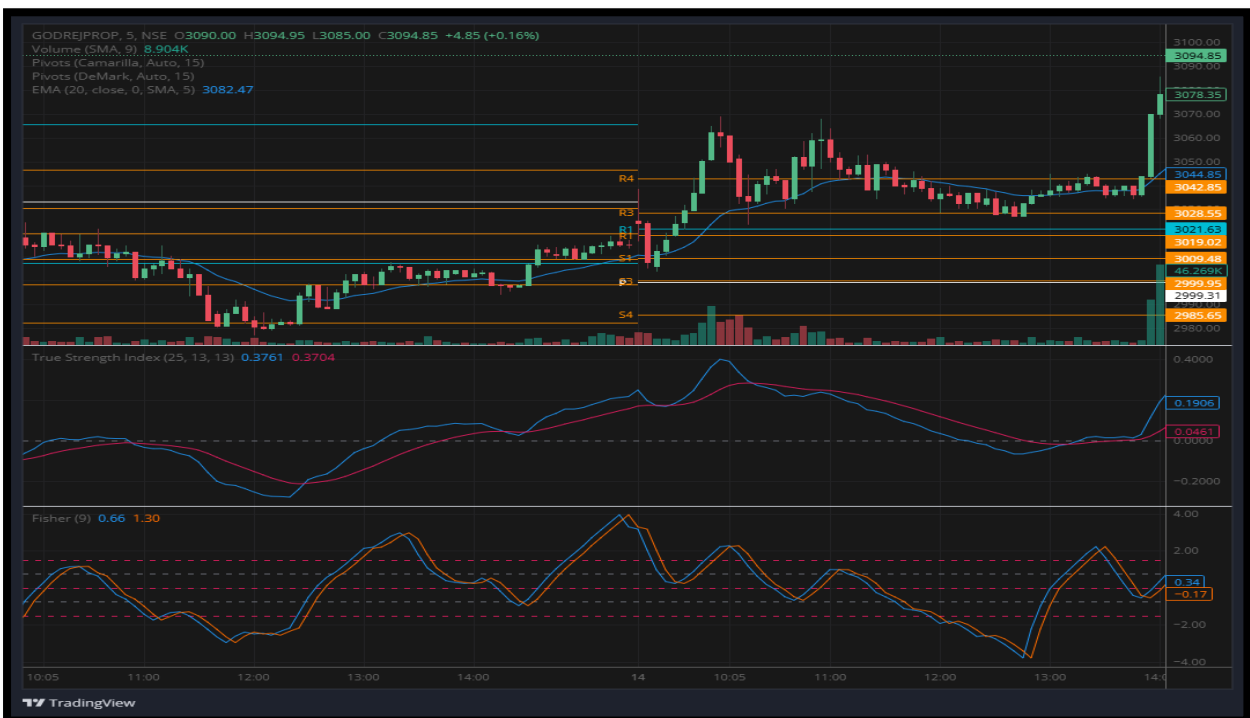 GODREJPROP, 5, NSE O3090.00 H3094.95 L3085.00 C3094.85 +4.85 (+0.16%)
Volume (SMA, 9) 8.904K
Pivots (Camarilla, Auto, 15)
Pivots (DeMark, Auto, 15)
EMA (20, close, 0, SMA, 5) 3082.47
3100.00
3094.85
3090.00
3078.35
3070.00
3060.00
3050.00
3044.85
3042.85
3028.55
3021.63
3019.02
3009.48
46.269K
2999.95
2999.31
2990.00
2985.65
2980.00
R4
R3
R1
R1
S1
S4
True Strength Index (25, 13, 13) 0.3761 0.3704
0.4000
0.1906
0.0461
0.0000
−0.2000
Fisher (9) 0.66 1.30
4.00
2.00
0.34
−0.17
−2.00
−4.00
10:05 11:00 12:00 13:00 14:00 14 10:05 11:00 12:00 13:00
TradingView